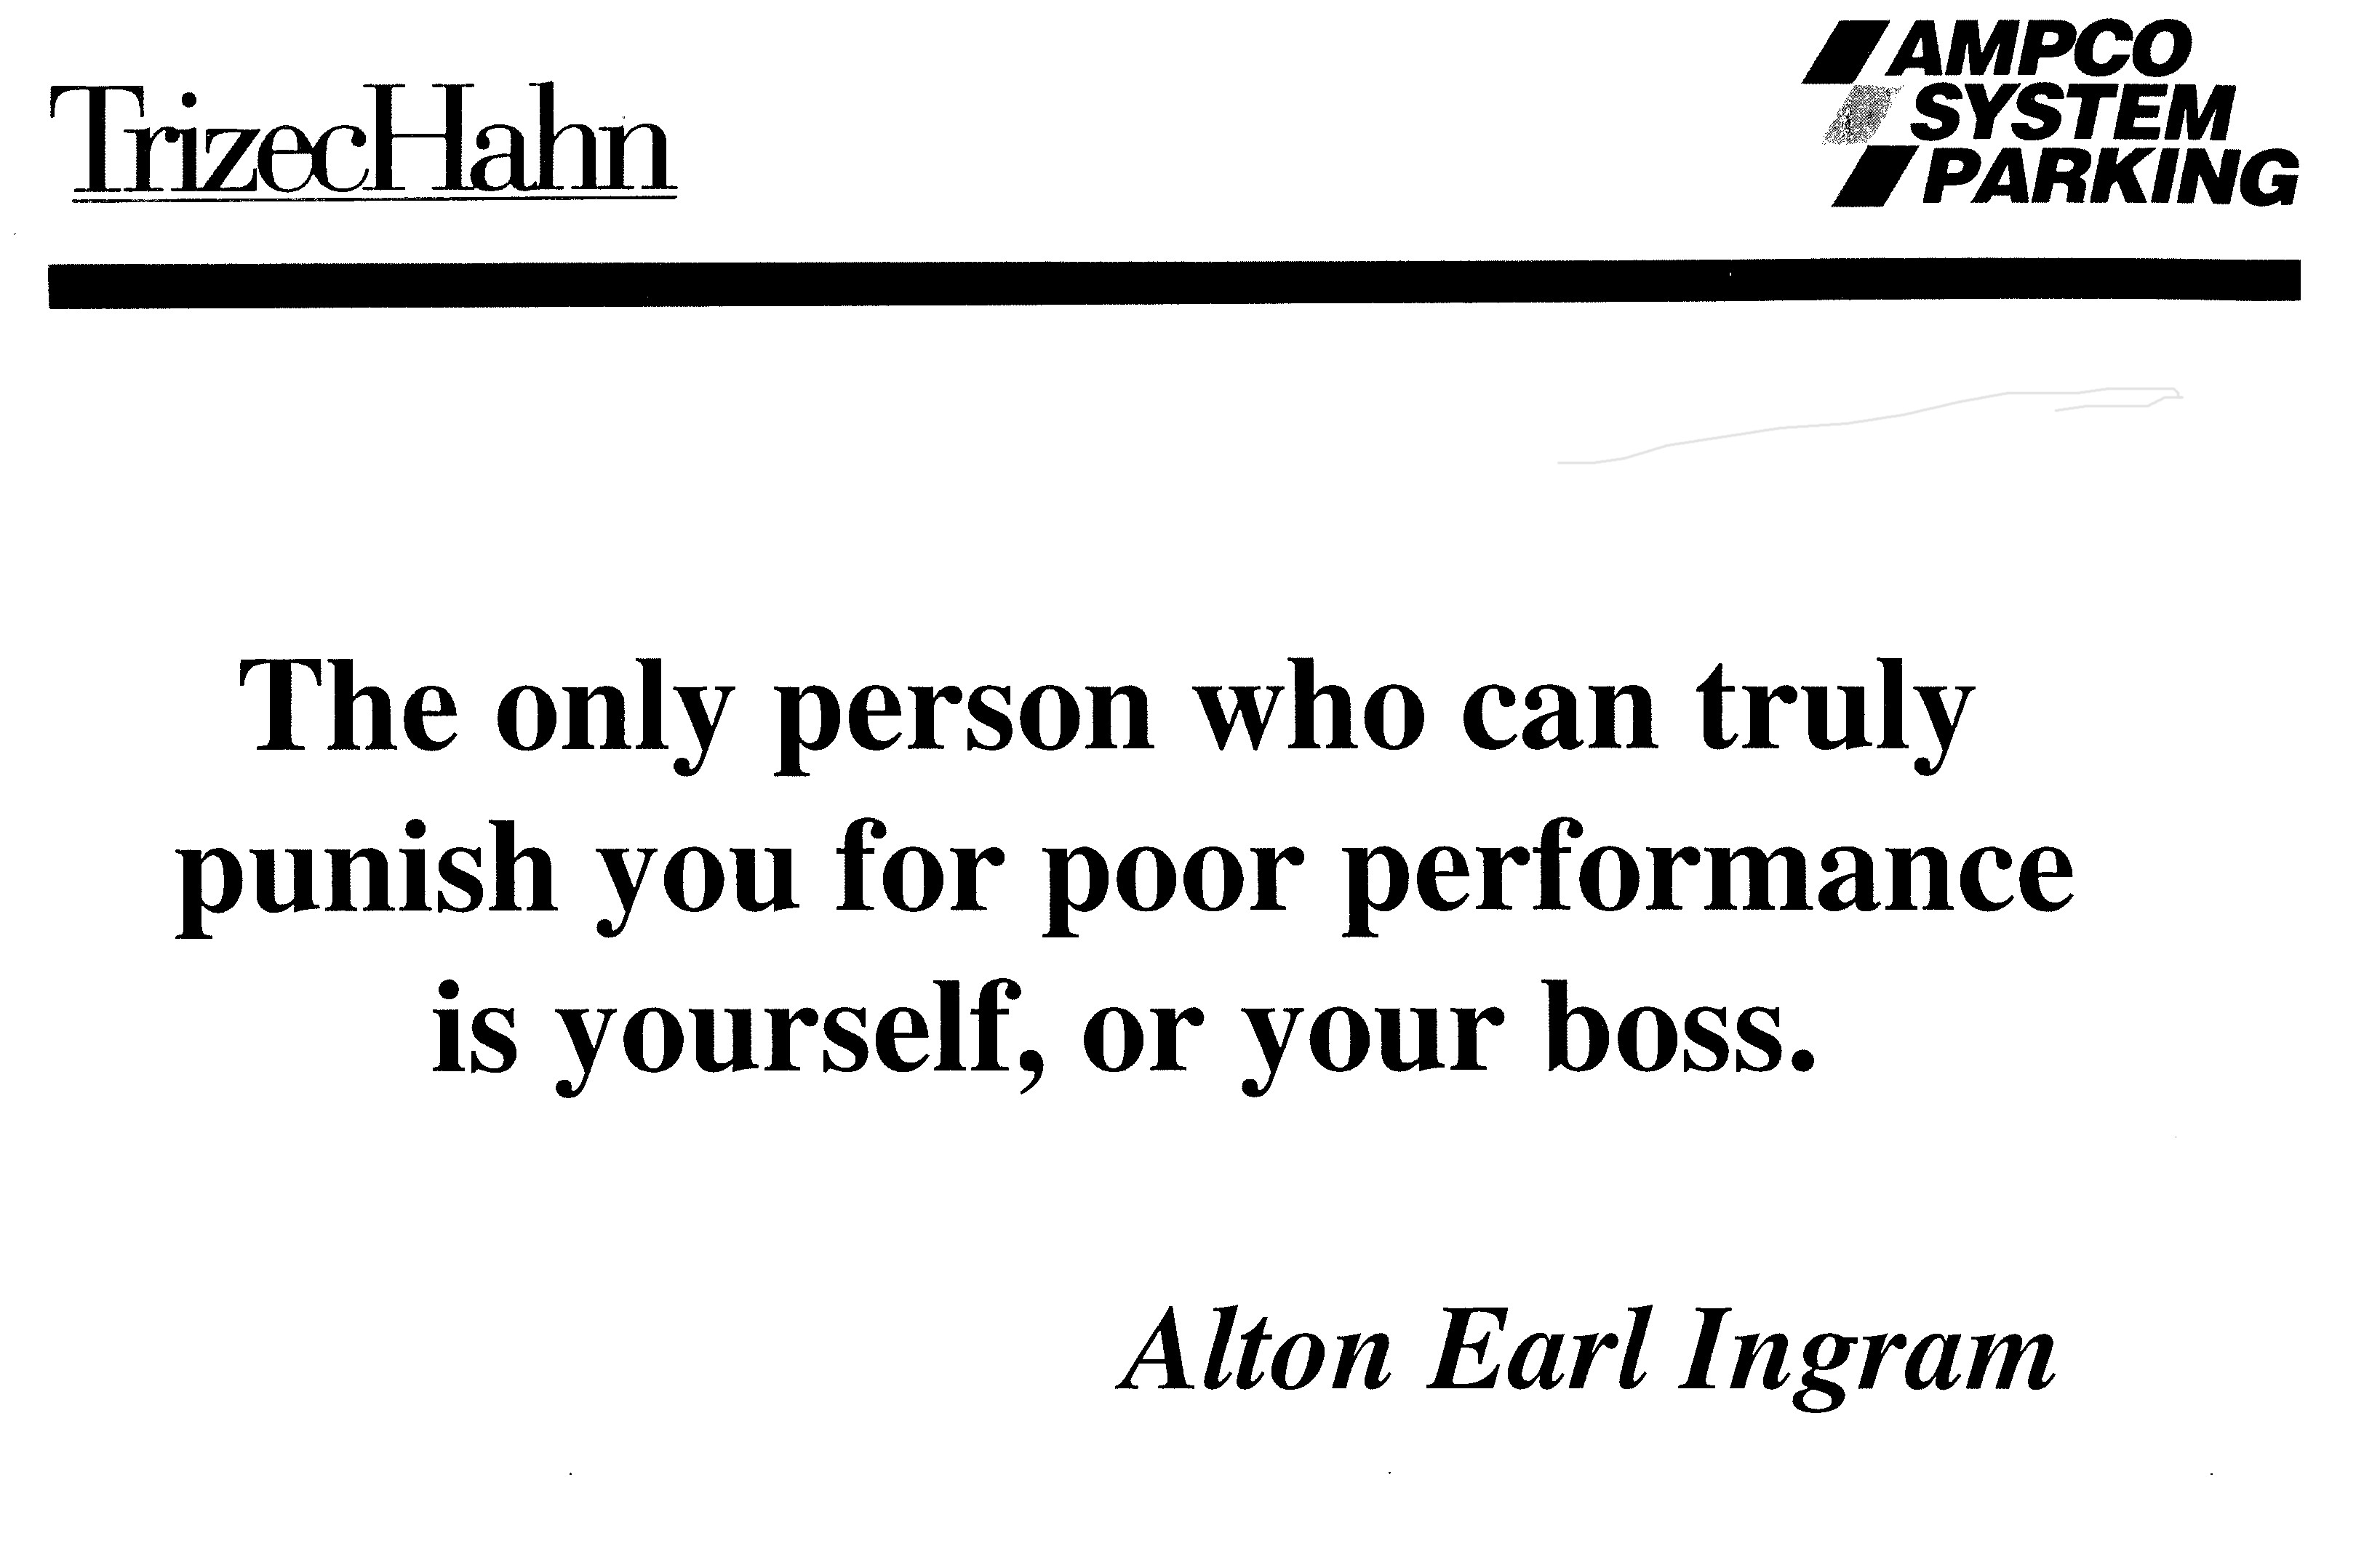 TrizecHahn
AMPCO
SYSTEM
PARKING
The only person who can truly
punish you for poor performance
is yourself, or your boss.
Alton Earl Ingram